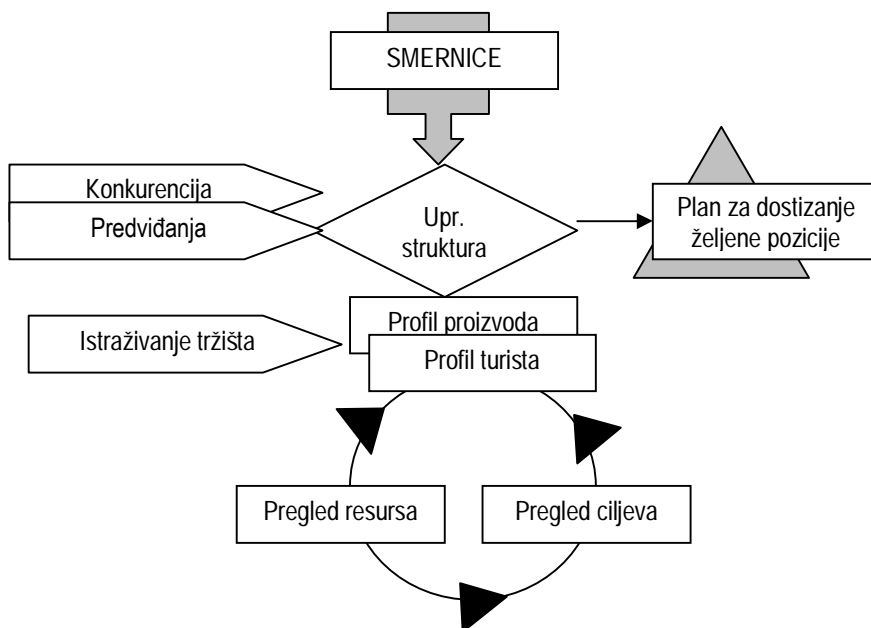 SMERNICE
Konkurencija
Predviđanja
Upr.
struktura
Plan za dostizanje
željene pozicije
Profil proizvoda
Istraživanje tržišta
Profil turista
Pregled resursa
Pregled ciljeva